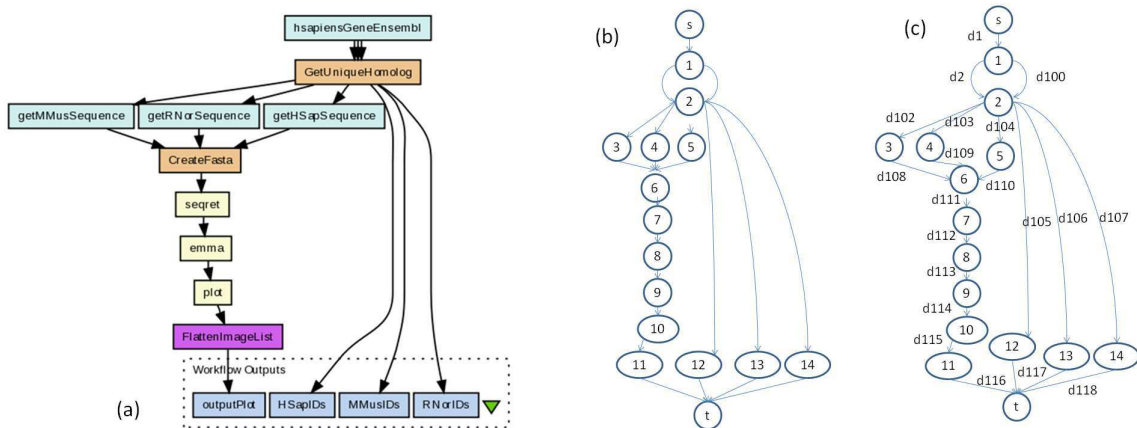 hsapiensGeneEnsembl
GetUniqueHomolog
getMMusSequence getRNorSequence getHSapSequence
CreateFasta
seqret
emma
plot
FlattenImageList
Workflow Outputs
outputPlot HSapIDs MMusIDs RNorIDs
(a)
(b)
s
1
2
3 4 5
6
7
8
9
10
11 12 13 14
t
(c)
s
d1
1
d2 d100
2
d102 d103 d104
3 4 5
d109
d108 6 d110
d111
7 d105 d106 d107
d112
8
d113
9
d114
10
d115 12 13 14
11
d116 d117 d118
t